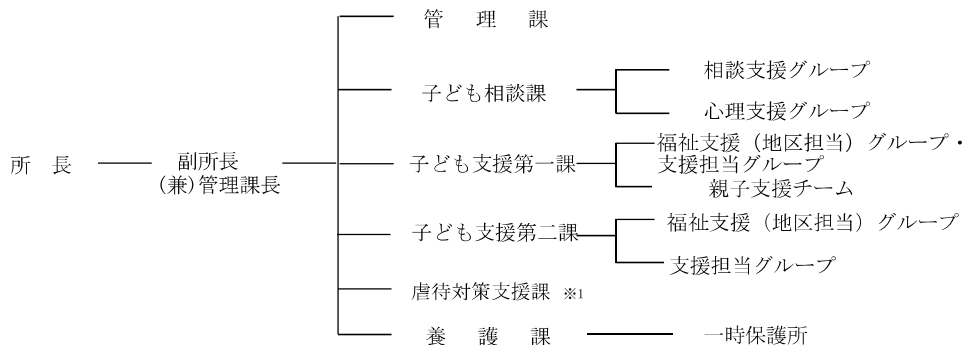 管　理　課
子ども相談課
相談支援グループ
心理支援グループ
所　長
副所長
(兼)管理課長
子ども支援第一課
福祉支援（地区担当）グループ・
支援担当グループ
親子支援チーム
子ども支援第二課
福祉支援（地区担当）グループ
支援担当グループ
虐待対策支援課 ※1
養　護　課
一時保護所